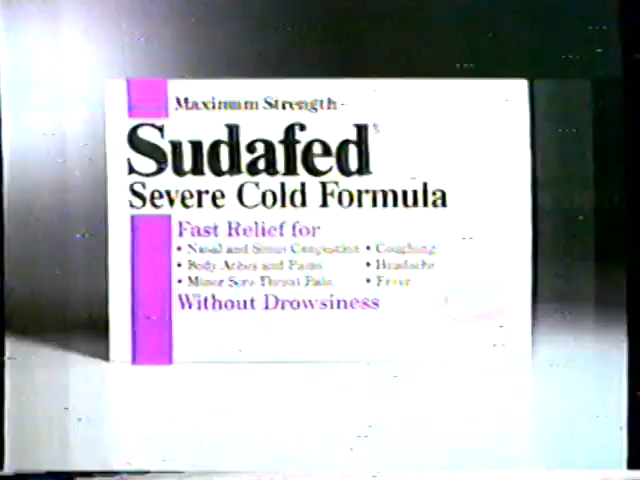 Maximum Strength
Sudafed
Severe Cold Formula
Fast Relief for
• Nasal and Sinus Congestion • Coughing
• Body Aches and Pains • Headache
• Minor Sore Throat Pain • Fever
Without Drowsiness